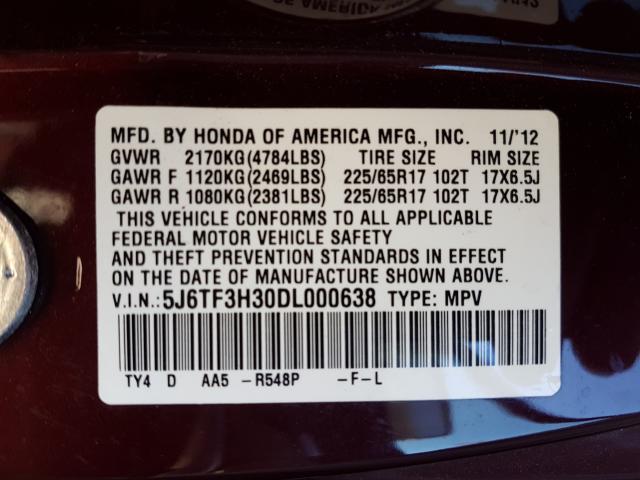 OF AMERICA MFG
MFD. BY HONDA OF AMERICA MFG., INC. 11/'12
GVWR 2170KG(4784LBS) TIRE SIZE RIM SIZE
GAWR F 1120KG(2469LBS) 225/65R17 102T 17X6.5J
GAWR R 1080KG(2381LBS) 225/65R17 102T 17X6.5J
THIS VEHICLE CONFORMS TO ALL APPLICABLE
FEDERAL MOTOR VEHICLE SAFETY
AND THEFT PREVENTION STANDARDS IN EFFECT
ON THE DATE OF MANUFACTURE SHOWN ABOVE.
V.I.N.: 5J6TF3H30DL000638 TYPE: MPV
TY4 D AA5 -R548P -F-L